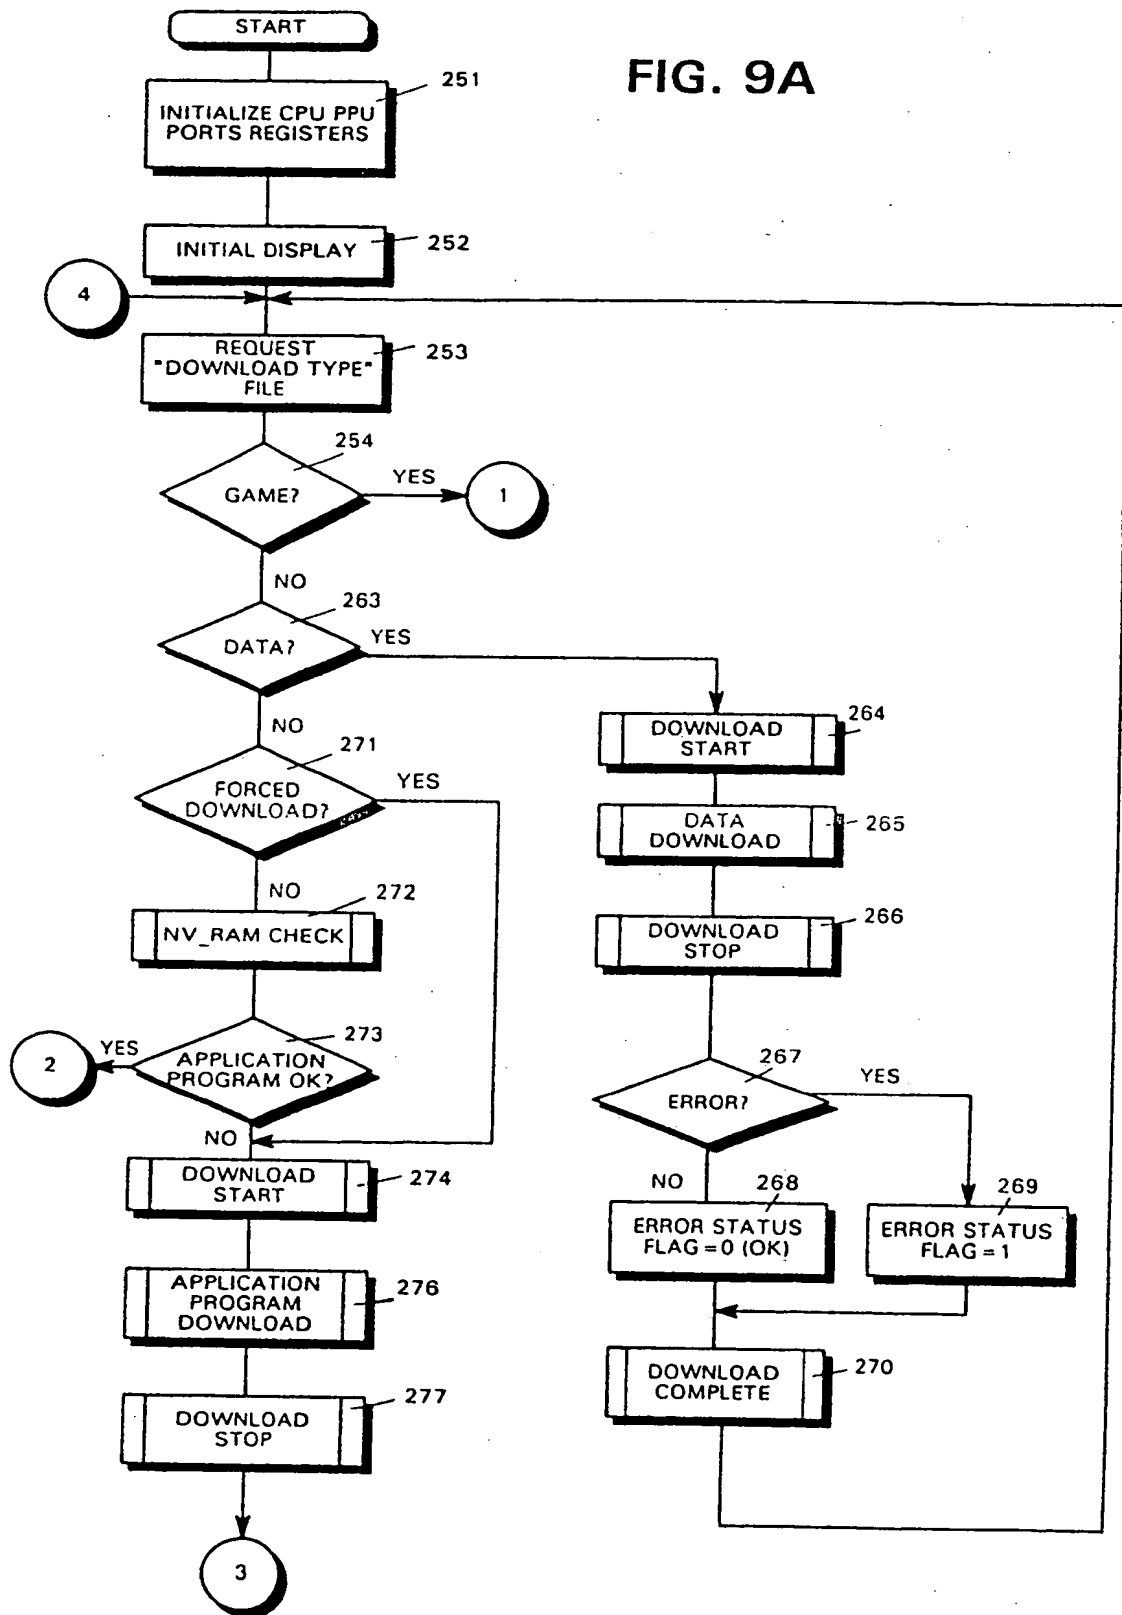 START
FIG. 9A
251
INITIALIZE CPU PPU
PORTS REGISTERS
INITIAL DISPLAY
252
4
REQUEST
"DOWNLOAD TYPE"
FILE
253
254
GAME?
YES
1
NO
263
DATA?
YES
NO
271
FORCED
DOWNLOAD?
YES
NO
272
NV_RAM CHECK
273
APPLICATION
PROGRAM OK?
YES
2
NO
DOWNLOAD
START
274
APPLICATION
PROGRAM
DOWNLOAD
276
DOWNLOAD
STOP
277
3
DOWNLOAD
START
264
DATA
DOWNLOAD
265
DOWNLOAD
STOP
266
267
ERROR?
YES
NO
268
ERROR STATUS
FLAG = 0 (OK)
269
ERROR STATUS
FLAG = 1
DOWNLOAD
COMPLETE
270